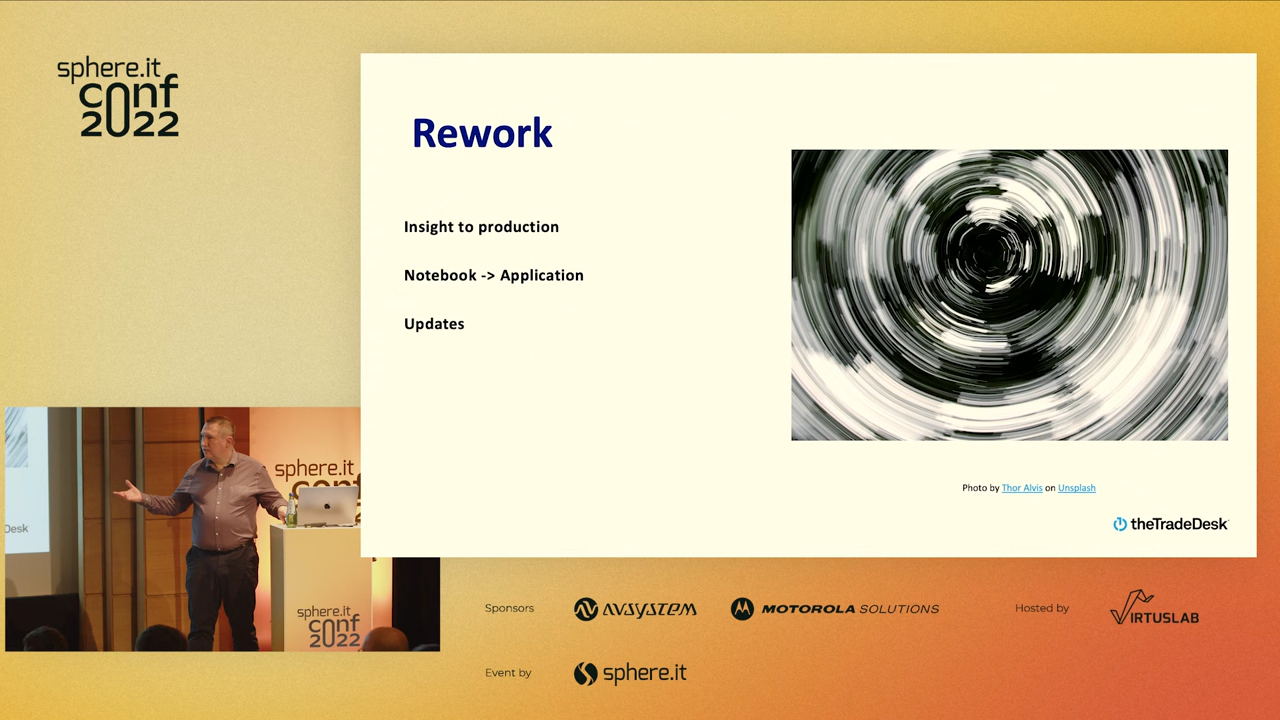 sphere.it
conf
2022
Rework
Insight to production
Notebook -> Application
Updates
Photo by Thor Alvis on Unsplash
theTradeDesk
Desk
sphere.it
conf
sphere.it
conf
2022
Sponsors
AVSYSTEM
MOTOROLA SOLUTIONS
Hosted by
VIRTUSLAB
Event by
sphere.it